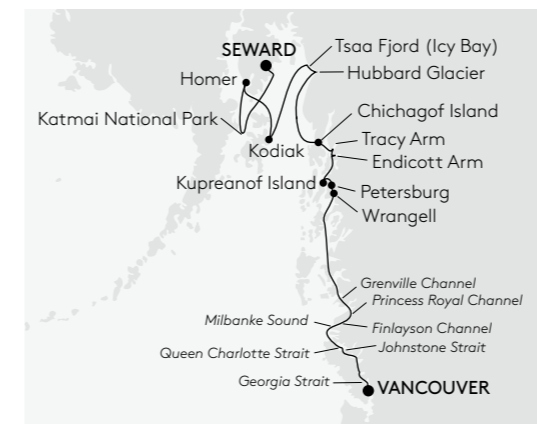 Tsaa Fjord (Icy Bay)
SEWARD
Hubbard Glacier
Homer
Chichagof Island
Katmai National Park
Tracy Arm
Kodiak
Endicott Arm
Kupreanof Island
Petersburg
Wrangell
Grenville Channel
Princess Royal Channel
Milbanke Sound
Finlayson Channel
Johnstone Strait
Queen Charlotte Strait
Georgia Strait
VANCOUVER